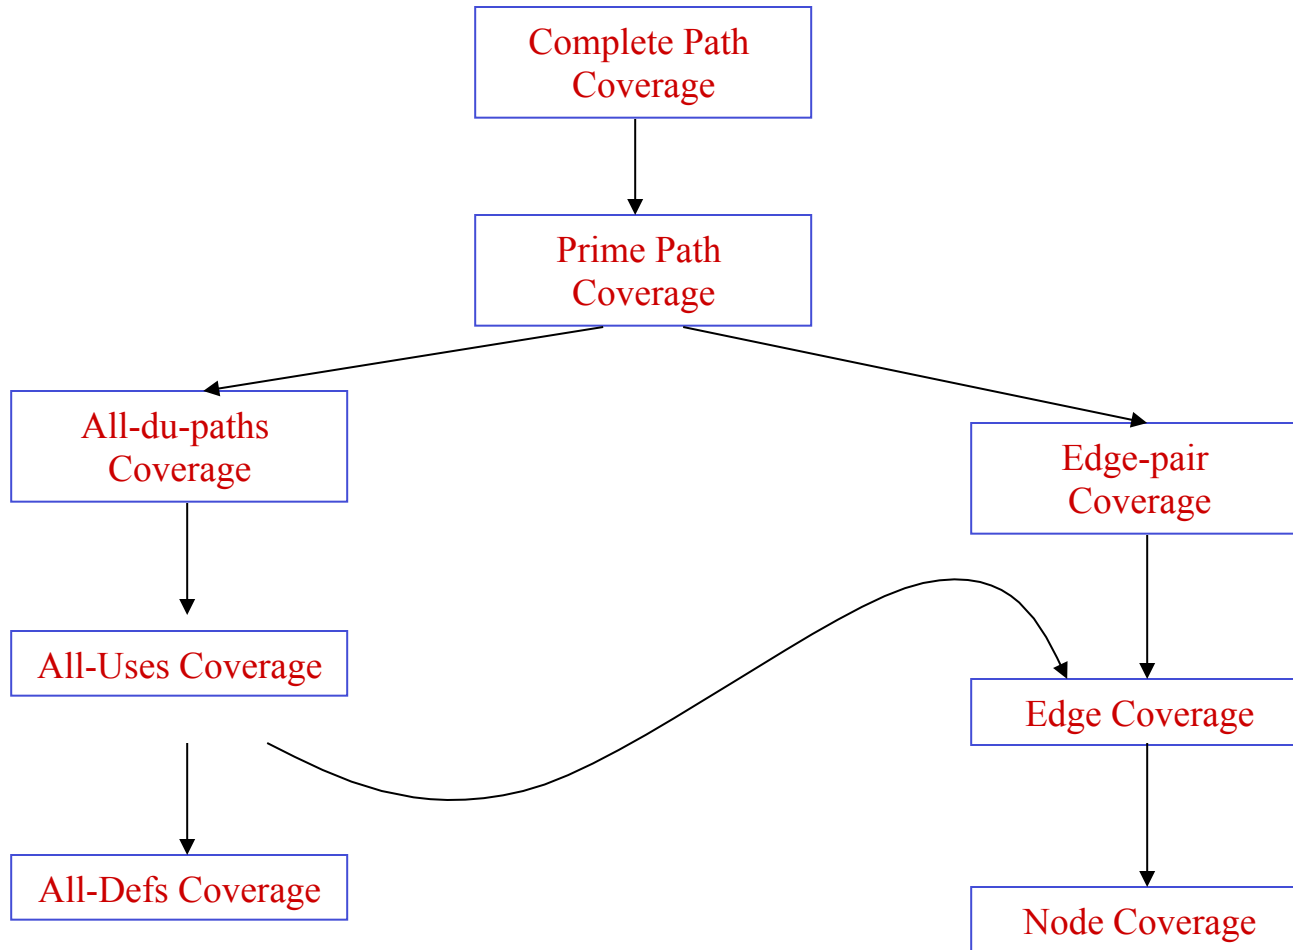 Complete Path
Coverage
Prime Path
Coverage
All-du-paths
Coverage
Edge-pair
Coverage
All-Uses Coverage
Edge Coverage
All-Defs Coverage
Node Coverage